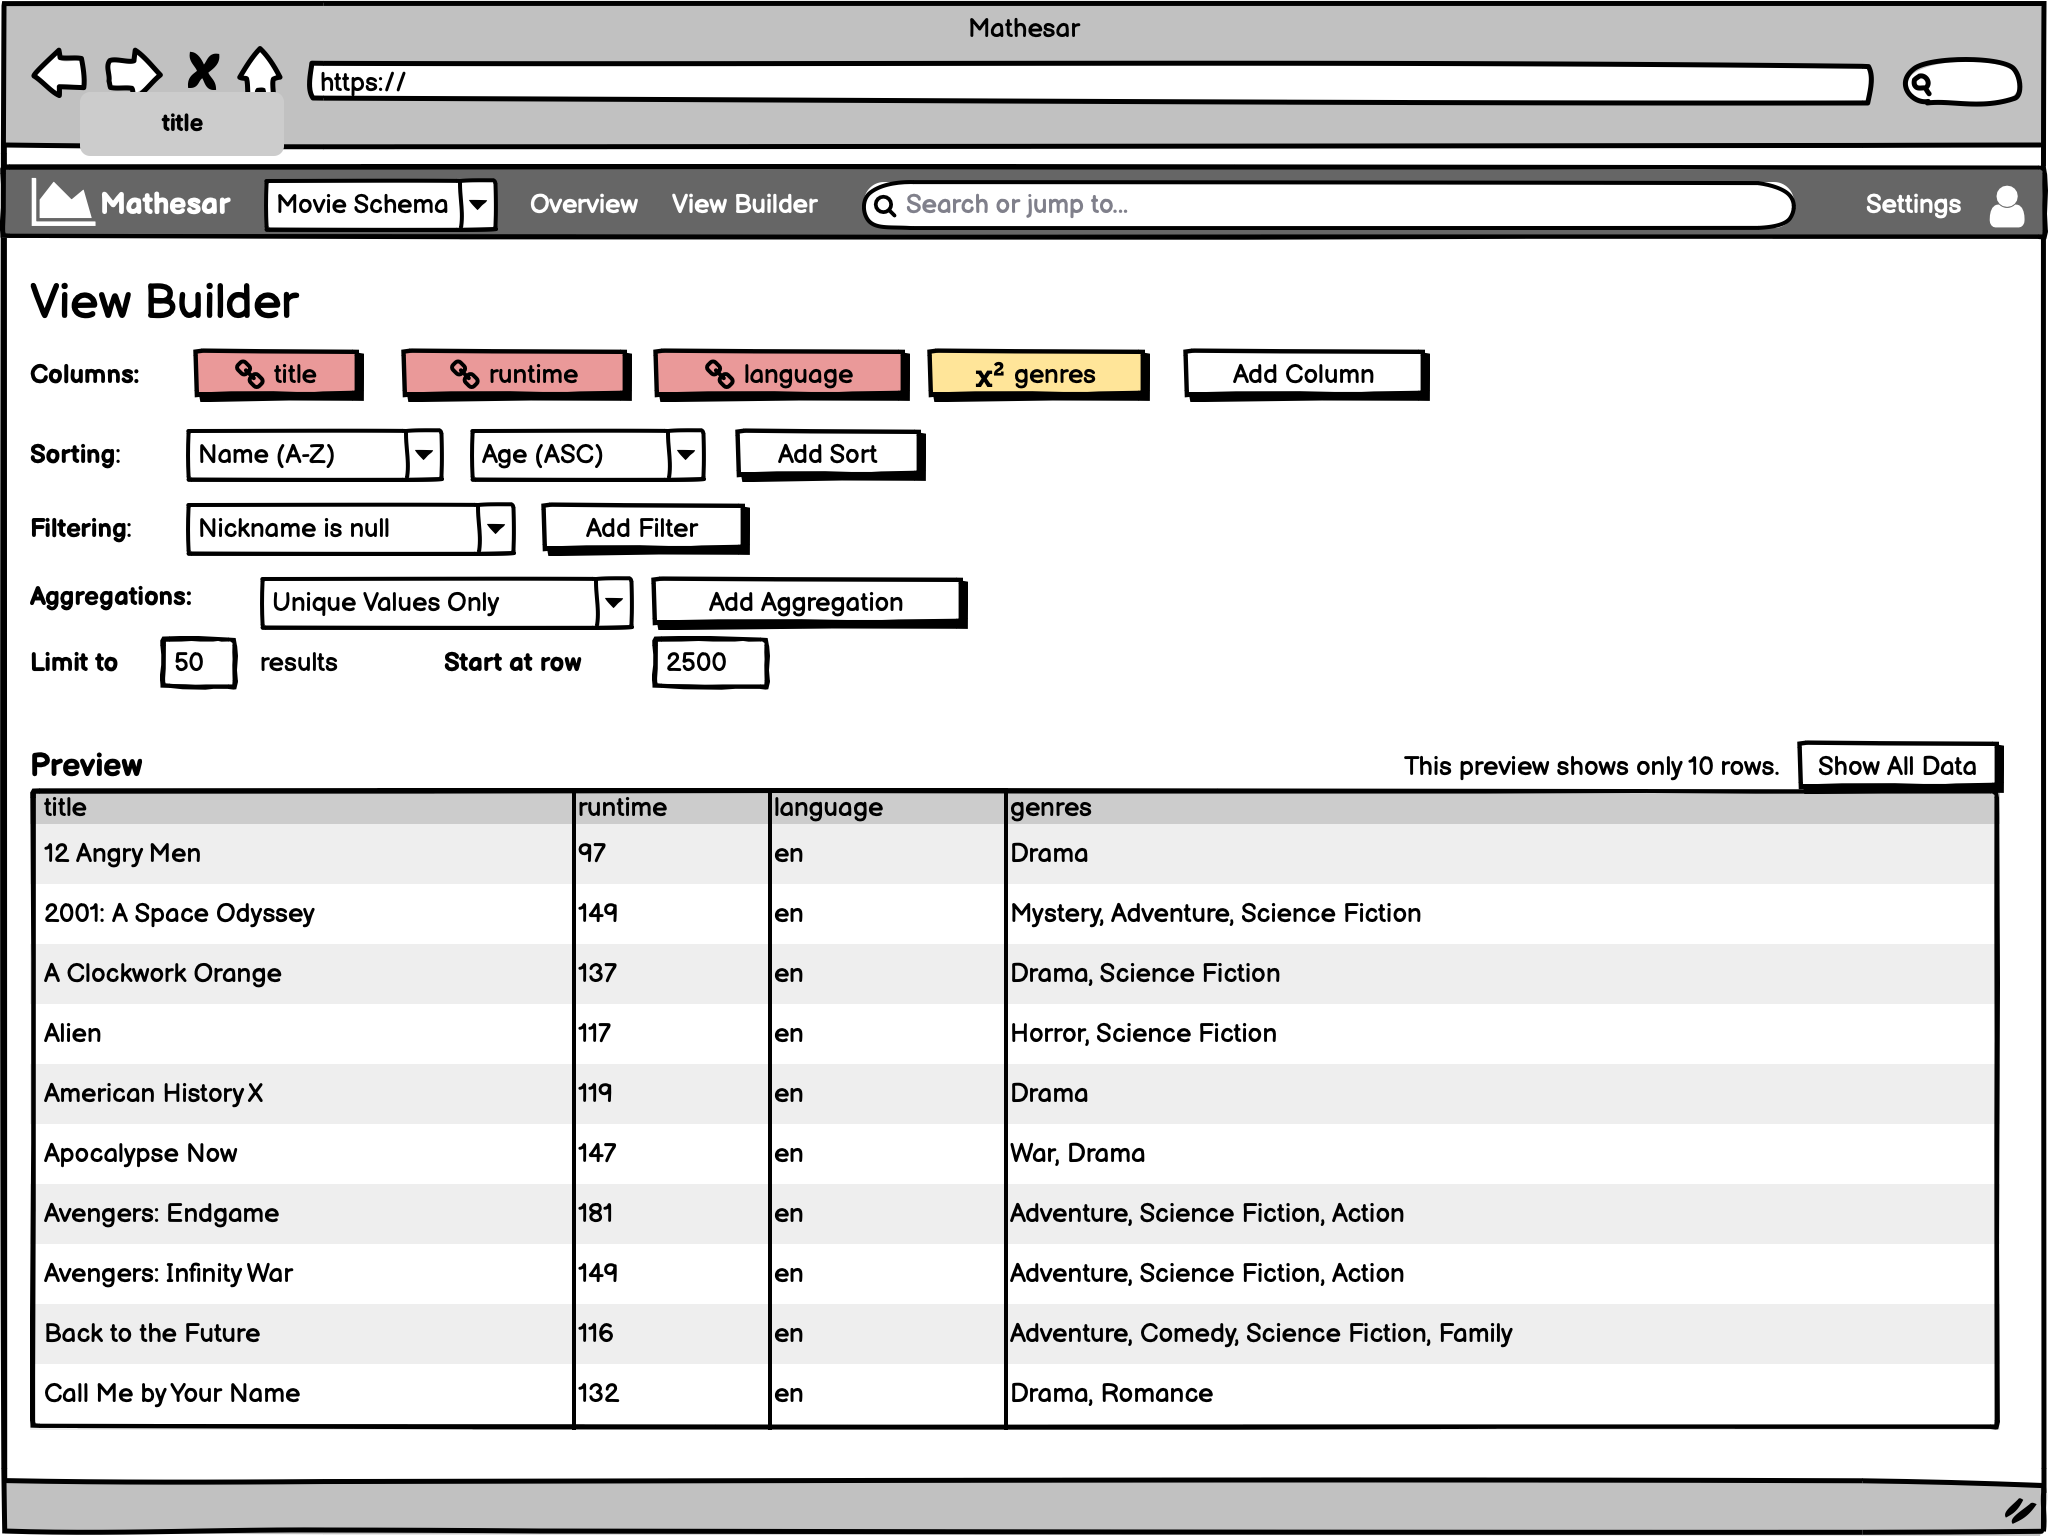 Mathesar
https://
title
Mathesar Movie Schema Overview View Builder Search or jump to... Settings
View Builder
Columns: title runtime language x² genres Add Column
Sorting: Name (A-Z) Age (ASC) Add Sort
Filtering: Nickname is null Add Filter
Aggregations: Unique Values Only Add Aggregation
Limit to 50 results Start at row 2500
Preview This preview shows only 10 rows. Show All Data
title runtime language genres
12 Angry Men 97 en Drama
2001: A Space Odyssey 149 en Mystery, Adventure, Science Fiction
A Clockwork Orange 137 en Drama, Science Fiction
Alien 117 en Horror, Science Fiction
American History X 119 en Drama
Apocalypse Now 147 en War, Drama
Avengers: Endgame 181 en Adventure, Science Fiction, Action
Avengers: Infinity War 149 en Adventure, Science Fiction, Action
Back to the Future 116 en Adventure, Comedy, Science Fiction, Family
Call Me by Your Name 132 en Drama, Romance